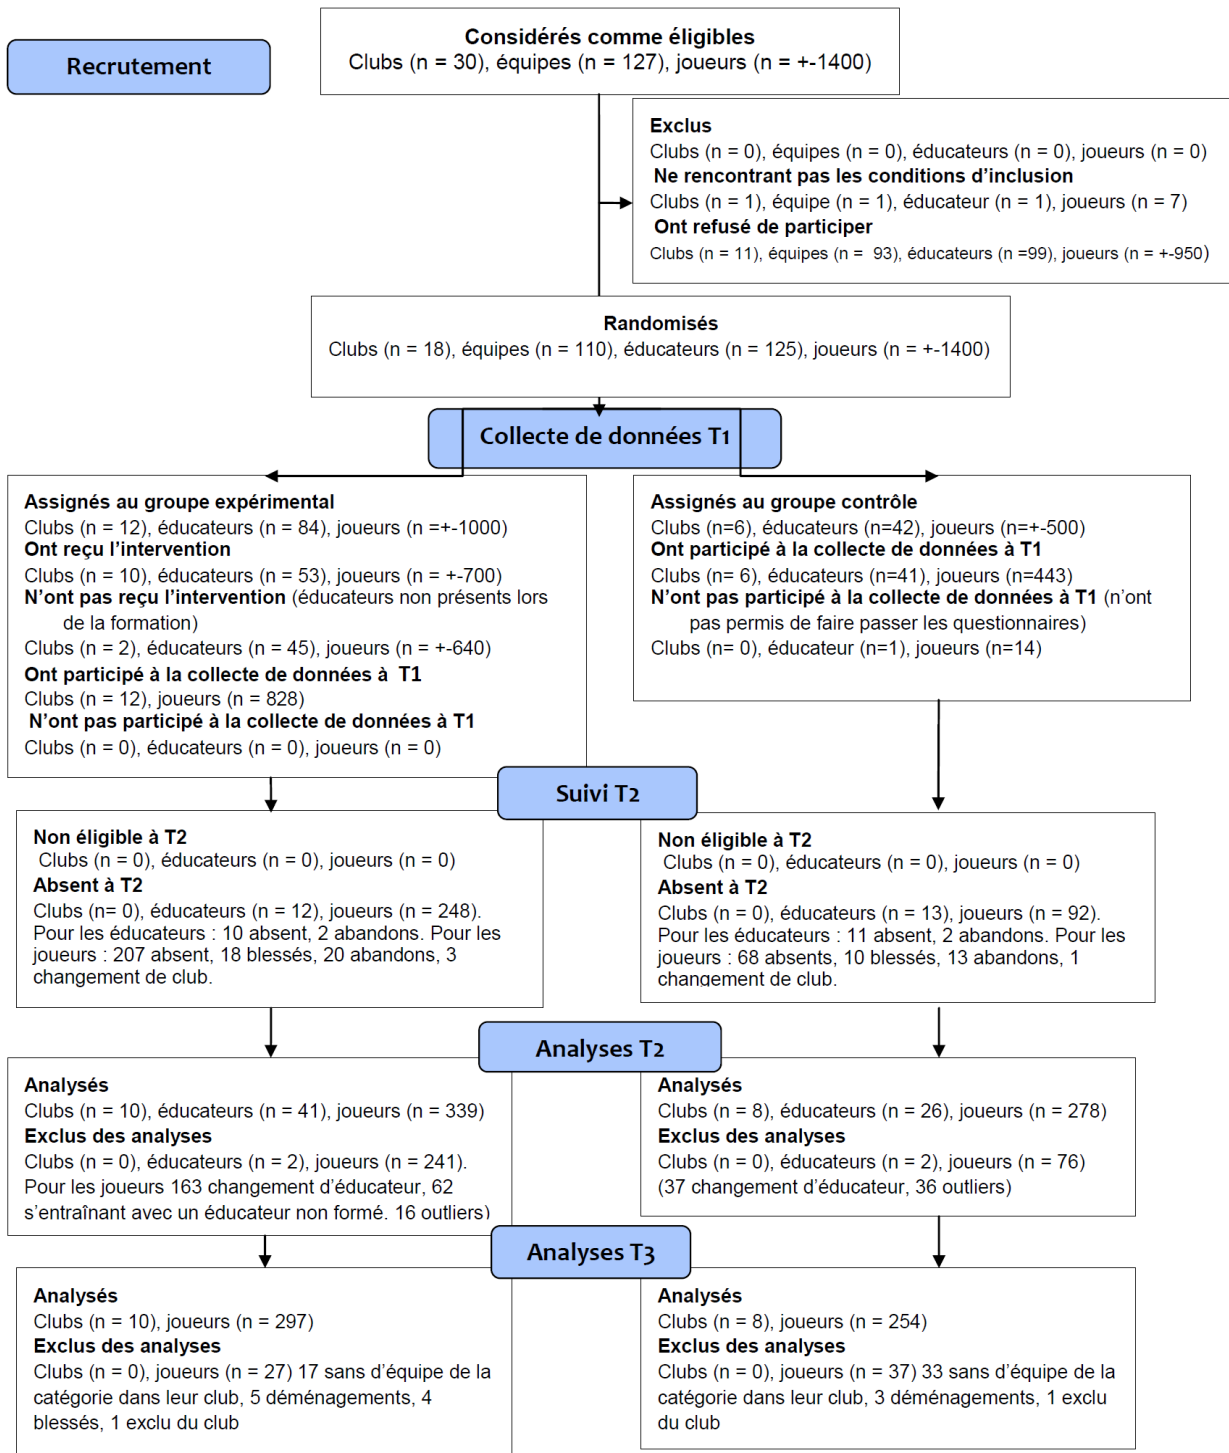 Recrutement
Considérés comme éligibles
Clubs (n = 30), équipes (n = 127), joueurs (n = +-1400)
Exclus
Clubs (n = 0), équipes (n = 0), éducateurs (n = 0), joueurs (n = 0)
Ne rencontrant pas les conditions d'inclusion
Clubs (n = 1), équipe (n = 1), éducateur (n = 1), joueurs (n = 7)
Ont refusé de participer
Clubs (n = 11), équipes (n = 93), éducateurs (n =99), joueurs (n = +-950)
Randomisés
Clubs (n = 18), équipes (n = 110), éducateurs (n = 125), joueurs (n = +-1400)
Collecte de données T1
Assignés au groupe expérimental
Clubs (n = 12), éducateurs (n = 84), joueurs (n =+-1000)
Ont reçu l'intervention
Clubs (n = 10), éducateurs (n = 53), joueurs (n = +-700)
N'ont pas reçu l'intervention (éducateurs non présents lors
de la formation)
Clubs (n = 2), éducateurs (n = 45), joueurs (n = +-640)
Ont participé à la collecte de données à T1
Clubs (n = 12), joueurs (n = 828)
N'ont pas participé à la collecte de données à T1
Clubs (n = 0), éducateurs (n = 0), joueurs (n = 0)
Assignés au groupe contrôle
Clubs (n=6), éducateurs (n=42), joueurs (n=+-500)
Ont participé à la collecte de données à T1
Clubs (n= 6), éducateurs (n=41), joueurs (n=443)
N'ont pas participé à la collecte de données à T1 (n'ont
pas permis de faire passer les questionnaires)
Clubs (n= 0), éducateur (n=1), joueurs (n=14)
Suivi T2
Non éligible à T2
Clubs (n = 0), éducateurs (n = 0), joueurs (n = 0)
Absent à T2
Clubs (n= 0), éducateurs (n = 12), joueurs (n = 248).
Pour les éducateurs : 10 absent, 2 abandons. Pour les
joueurs : 207 absent, 18 blessés, 20 abandons, 3
changement de club.
Non éligible à T2
Clubs (n = 0), éducateurs (n = 0), joueurs (n = 0)
Absent à T2
Clubs (n = 0), éducateurs (n = 13), joueurs (n = 92).
Pour les éducateurs : 11 absent, 2 abandons. Pour les
joueurs : 68 absents, 10 blessés, 13 abandons, 1
changement de club.
Analyses T2
Analysés
Clubs (n = 10), éducateurs (n = 41), joueurs (n = 339)
Exclus des analyses
Clubs (n = 0), éducateurs (n = 2), joueurs (n = 241).
Pour les joueurs 163 changement d'éducateur, 62
s'entraînant avec un éducateur non formé. 16 outliers)
Analysés
Clubs (n = 8), éducateurs (n = 26), joueurs (n = 278)
Exclus des analyses
Clubs (n = 0), éducateurs (n = 2), joueurs (n = 76)
(37 changement d'éducateur, 36 outliers)
Analyses T3
Analysés
Clubs (n = 10), joueurs (n = 297)
Exclus des analyses
Clubs (n = 0), joueurs (n = 27) 17 sans d'équipe de la
catégorie dans leur club, 5 déménagements, 4
blessés, 1 exclu du club
Analysés
Clubs (n = 8), joueurs (n = 254)
Exclus des analyses
Clubs (n = 0), joueurs (n = 37) 33 sans d'équipe de la
catégorie dans leur club, 3 déménagements, 1 exclu
du club